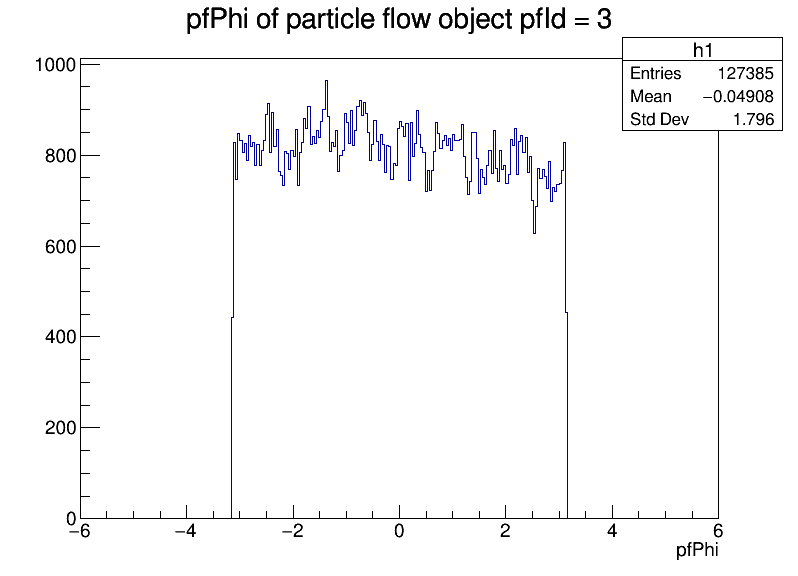 pfPhi of particle flow object pfId = 3
h1
Entries 127385
Mean −0.04908
Std Dev 1.796
1000
800
600
400
200
0
−6 −4 −2 0 2 4 6
pfPhi